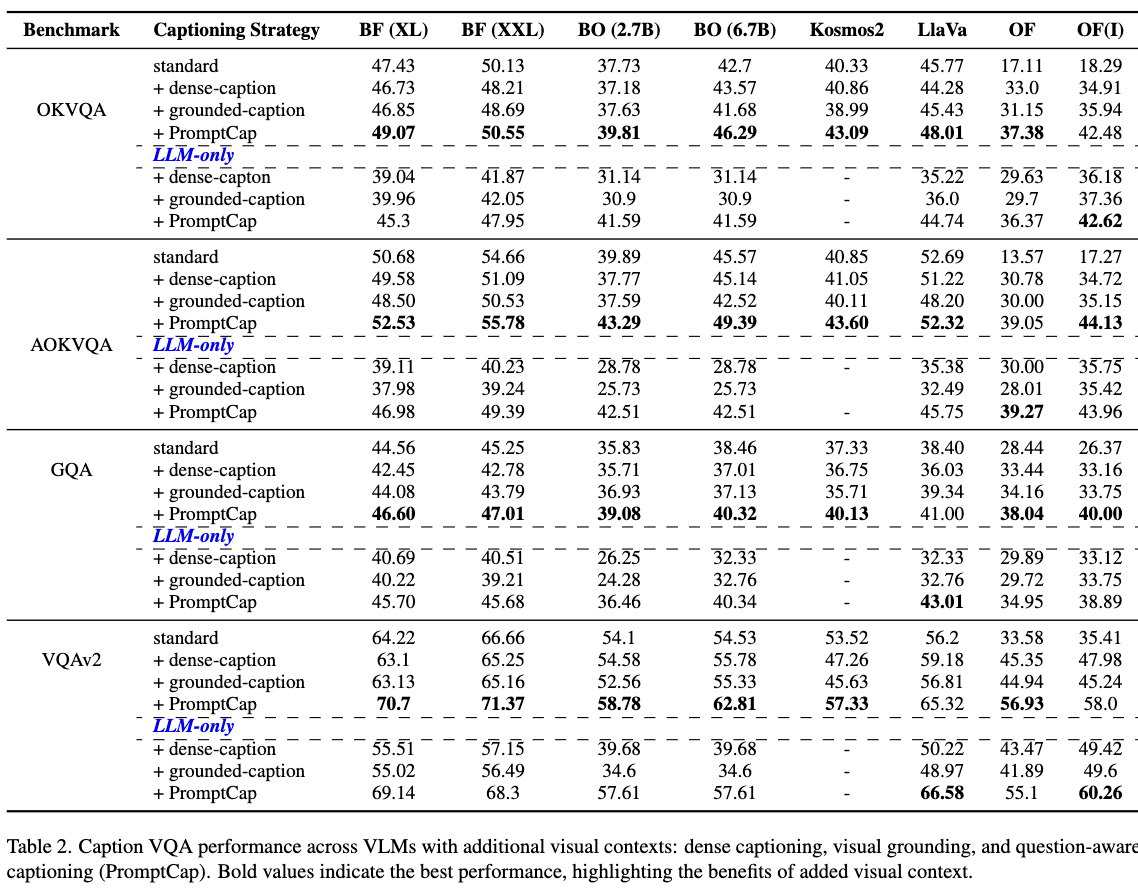 Benchmark Captioning Strategy BF (XL) BF (XXL) BO (2.7B) BO (6.7B) Kosmos2 LlaVa OF OF(I)
OKVQA
standard 47.43 50.13 37.73 42.7 40.33 45.77 17.11 18.29
+ dense-caption 46.73 48.21 37.18 43.57 40.86 44.28 33.0 34.91
+ grounded-caption 46.85 48.69 37.63 41.68 38.99 45.43 31.15 35.94
+ PromptCap 49.07 50.55 39.81 46.29 43.09 48.01 37.38 42.48
LLM-only
+ dense-capton 39.04 41.87 31.14 31.14 - 35.22 29.63 36.18
+ grounded-caption 39.96 42.05 30.9 30.9 - 36.0 29.7 37.36
+ PromptCap 45.3 47.95 41.59 41.59 - 44.74 36.37 42.62
AOKVQA
standard 50.68 54.66 39.89 45.57 40.85 52.69 13.57 17.27
+ dense-caption 49.58 51.09 37.77 45.14 41.05 51.22 30.78 34.72
+ grounded-caption 48.50 50.53 37.59 42.52 40.11 48.20 30.00 35.15
+ PromptCap 52.53 55.78 43.29 49.39 43.60 52.32 39.05 44.13
LLM-only
+ dense-caption 39.11 40.23 28.78 28.78 - 35.38 30.00 35.75
+ grounded-caption 37.98 39.24 25.73 25.73 - 32.49 28.01 35.42
+ PromptCap 46.98 49.39 42.51 42.51 - 45.75 39.27 43.96
GQA
standard 44.56 45.25 35.83 38.46 37.33 38.40 28.44 26.37
+ dense-caption 42.45 42.78 35.71 37.01 36.75 36.03 33.44 33.16
+ grounded-caption 44.08 43.79 36.93 37.13 35.71 39.34 34.16 33.75
+ PromptCap 46.60 47.01 39.08 40.32 40.13 41.00 38.04 40.00
LLM-only
+ dense-caption 40.69 40.51 26.25 32.33 - 32.33 29.89 33.12
+ grounded-caption 40.22 39.21 24.28 32.76 - 32.76 29.72 33.75
+ PromptCap 45.70 45.68 36.46 40.34 - 43.01 34.95 38.89
VQAv2
standard 64.22 66.66 54.1 54.53 53.52 56.2 33.58 35.41
+ dense-caption 63.1 65.25 54.58 55.78 47.26 59.18 45.35 47.98
+ grounded-caption 63.13 65.16 52.56 55.33 45.63 56.81 44.94 45.24
+ PromptCap 70.7 71.37 58.78 62.81 57.33 65.32 56.93 58.0
LLM-only
+ dense-caption 55.51 57.15 39.68 39.68 - 50.22 43.47 49.42
+ grounded-caption 55.02 56.49 34.6 34.6 - 48.97 41.89 49.6
+ PromptCap 69.14 68.3 57.61 57.61 - 66.58 55.1 60.26
Table 2. Caption VQA performance across VLMs with additional visual contexts: dense captioning, visual grounding, and question-aware
captioning (PromptCap). Bold values indicate the best performance, highlighting the benefits of added visual context.